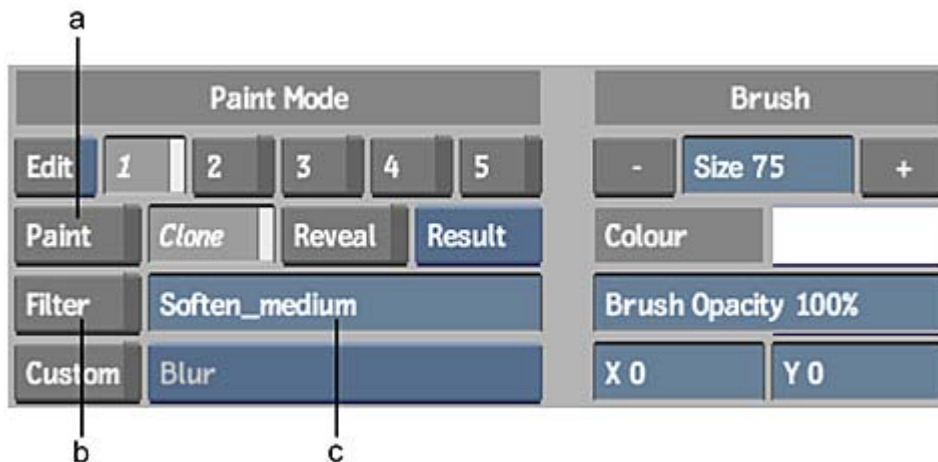 a
Paint Mode
Brush
Edit 1 2 3 4 5
- Size 75 +
Paint Clone Reveal Result
Colour
Filter Soften_medium
Brush Opacity 100%
Custom Blur
X 0 Y 0
b c